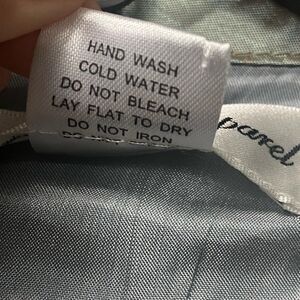 HAND WASH
COLD WATER
DO NOT BLEACH
LAY FLAT TO DRY
DO NOT IRON
parel